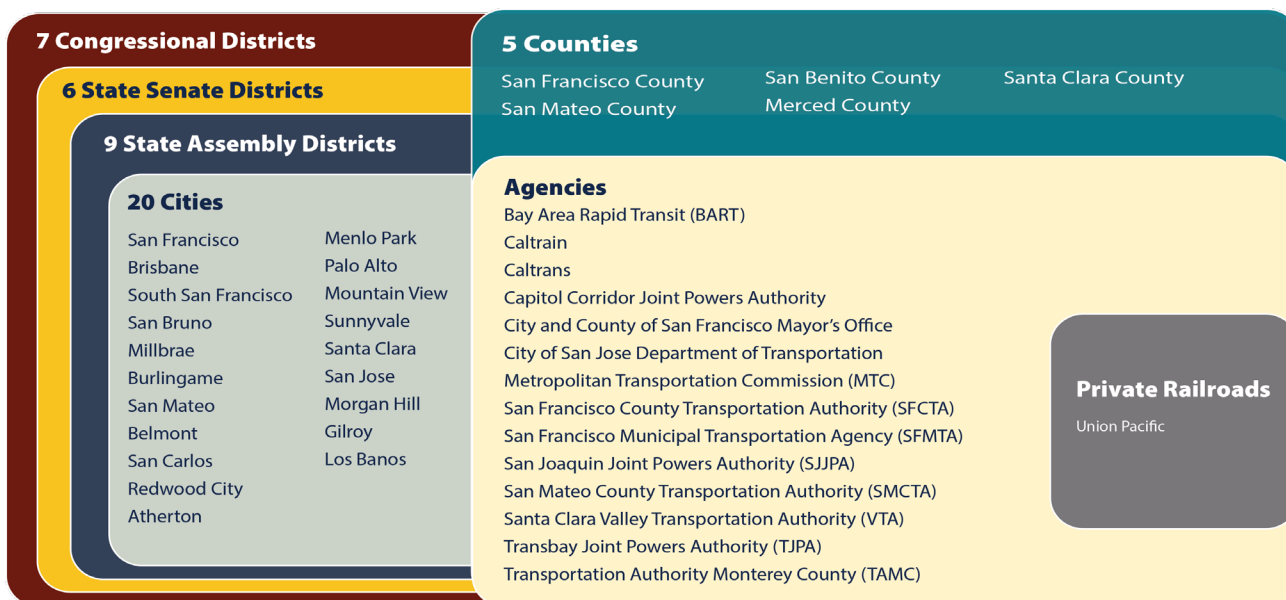 7 Congressional Districts
6 State Senate Districts
9 State Assembly Districts
20 Cities
San Francisco
Brisbane
South San Francisco
San Bruno
Millbrae
Burlingame
San Mateo
Belmont
San Carlos
Redwood City
Atherton
Menlo Park
Palo Alto
Mountain View
Sunnyvale
Santa Clara
San Jose
Morgan Hill
Gilroy
Los Banos
5 Counties
San Francisco County
San Mateo County
San Benito County
Merced County
Santa Clara County
Agencies
Bay Area Rapid Transit (BART)
Caltrain
Caltrans
Capitol Corridor Joint Powers Authority
City and County of San Francisco Mayor’s Office
City of San Jose Department of Transportation
Metropolitan Transportation Commission (MTC)
San Francisco County Transportation Authority (SFCTA)
San Francisco Municipal Transportation Agency (SFMTA)
San Joaquin Joint Powers Authority (SJJPA)
San Mateo County Transportation Authority (SMCTA)
Santa Clara Valley Transportation Authority (VTA)
Transbay Joint Powers Authority (TJPA)
Transportation Authority Monterey County (TAMC)
Private Railroads
Union Pacific